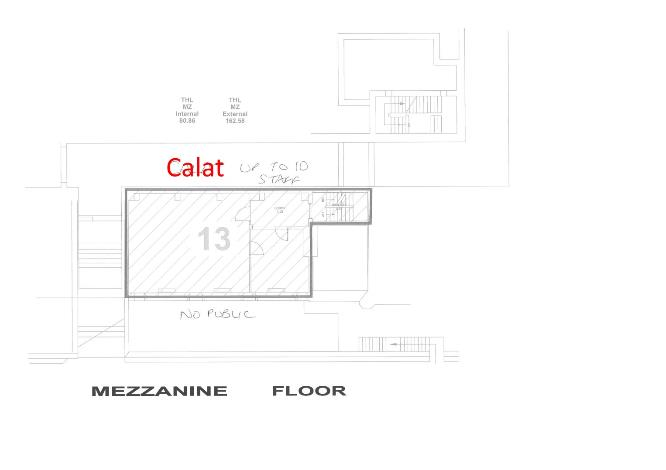 THL
MZ
Internal
80.86
THL
MZ
External
162.58
Calat
UP TO 10
STAFF
13
NO PUBLIC
MEZZANINE FLOOR